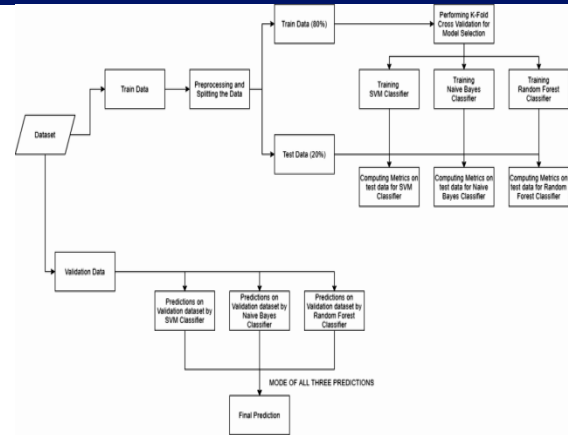 Train Data (80%)
Performing K-Fold
Cross Validation for
Model Selection
Train Data
Preprocessing and
Splitting the Data
Training
SVM Classifier
Training
Naive Bayes
Classifier
Training
Random Forest
Classifier
Dataset
Test Data (20%)
Computing Metrics on
test data for SVM
Classifier
Computing Metrics on
test data for Naive
Bayes Classifier
Computing Metrics on
test data for Random
Forest Classifier
Validation Data
Predictions on
Validation dataset by
SVM Classifier
Predictions on
Validation dataset by
Naive Bayes
Classifier
Predictions on
Validation dataset by
Random Forest
Classifier
MODE OF ALL THREE PREDICTIONS
Final Prediction